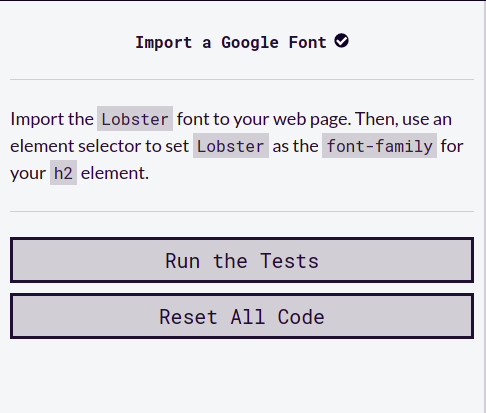 Import a Google Font
Import the Lobster font to your web page. Then, use an
element selector to set Lobster as the font-family for
your h2 element.
Run the Tests
Reset All Code